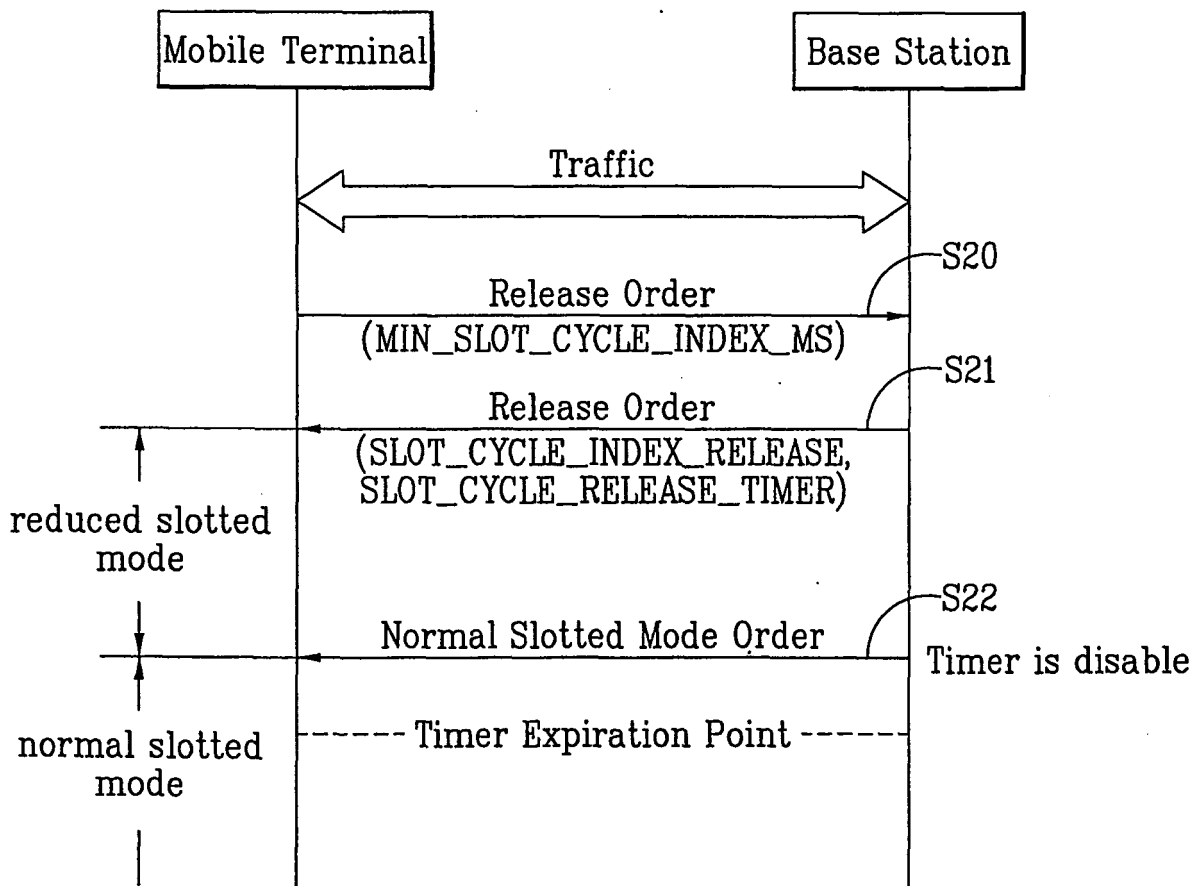 Mobile Terminal
Base Station
Traffic
S20
Release Order
(MIN_SLOT_CYCLE_INDEX_MS)
S21
Release Order
(SLOT_CYCLE_INDEX_RELEASE,
SLOT_CYCLE_RELEASE_TIMER)
reduced slotted
mode
S22
Normal Slotted Mode Order
Timer is disable
normal slotted
mode
Timer Expiration Point